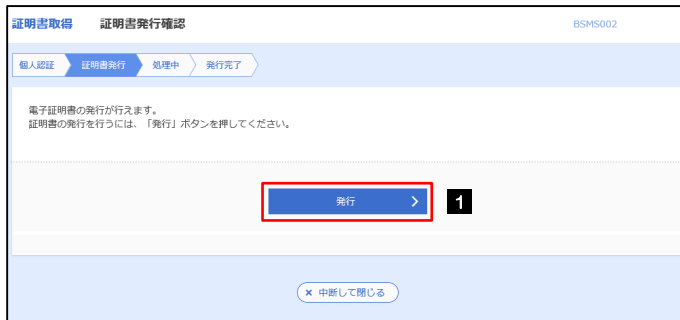 証明書取得 証明書発行確認 BSMS002
個人認証 証明書発行 処理中 発行完了
電子証明書の発行が行えます。
証明書の発行を行うには、「発行」ボタンを押してください。
発行 1
× 中断して閉じる